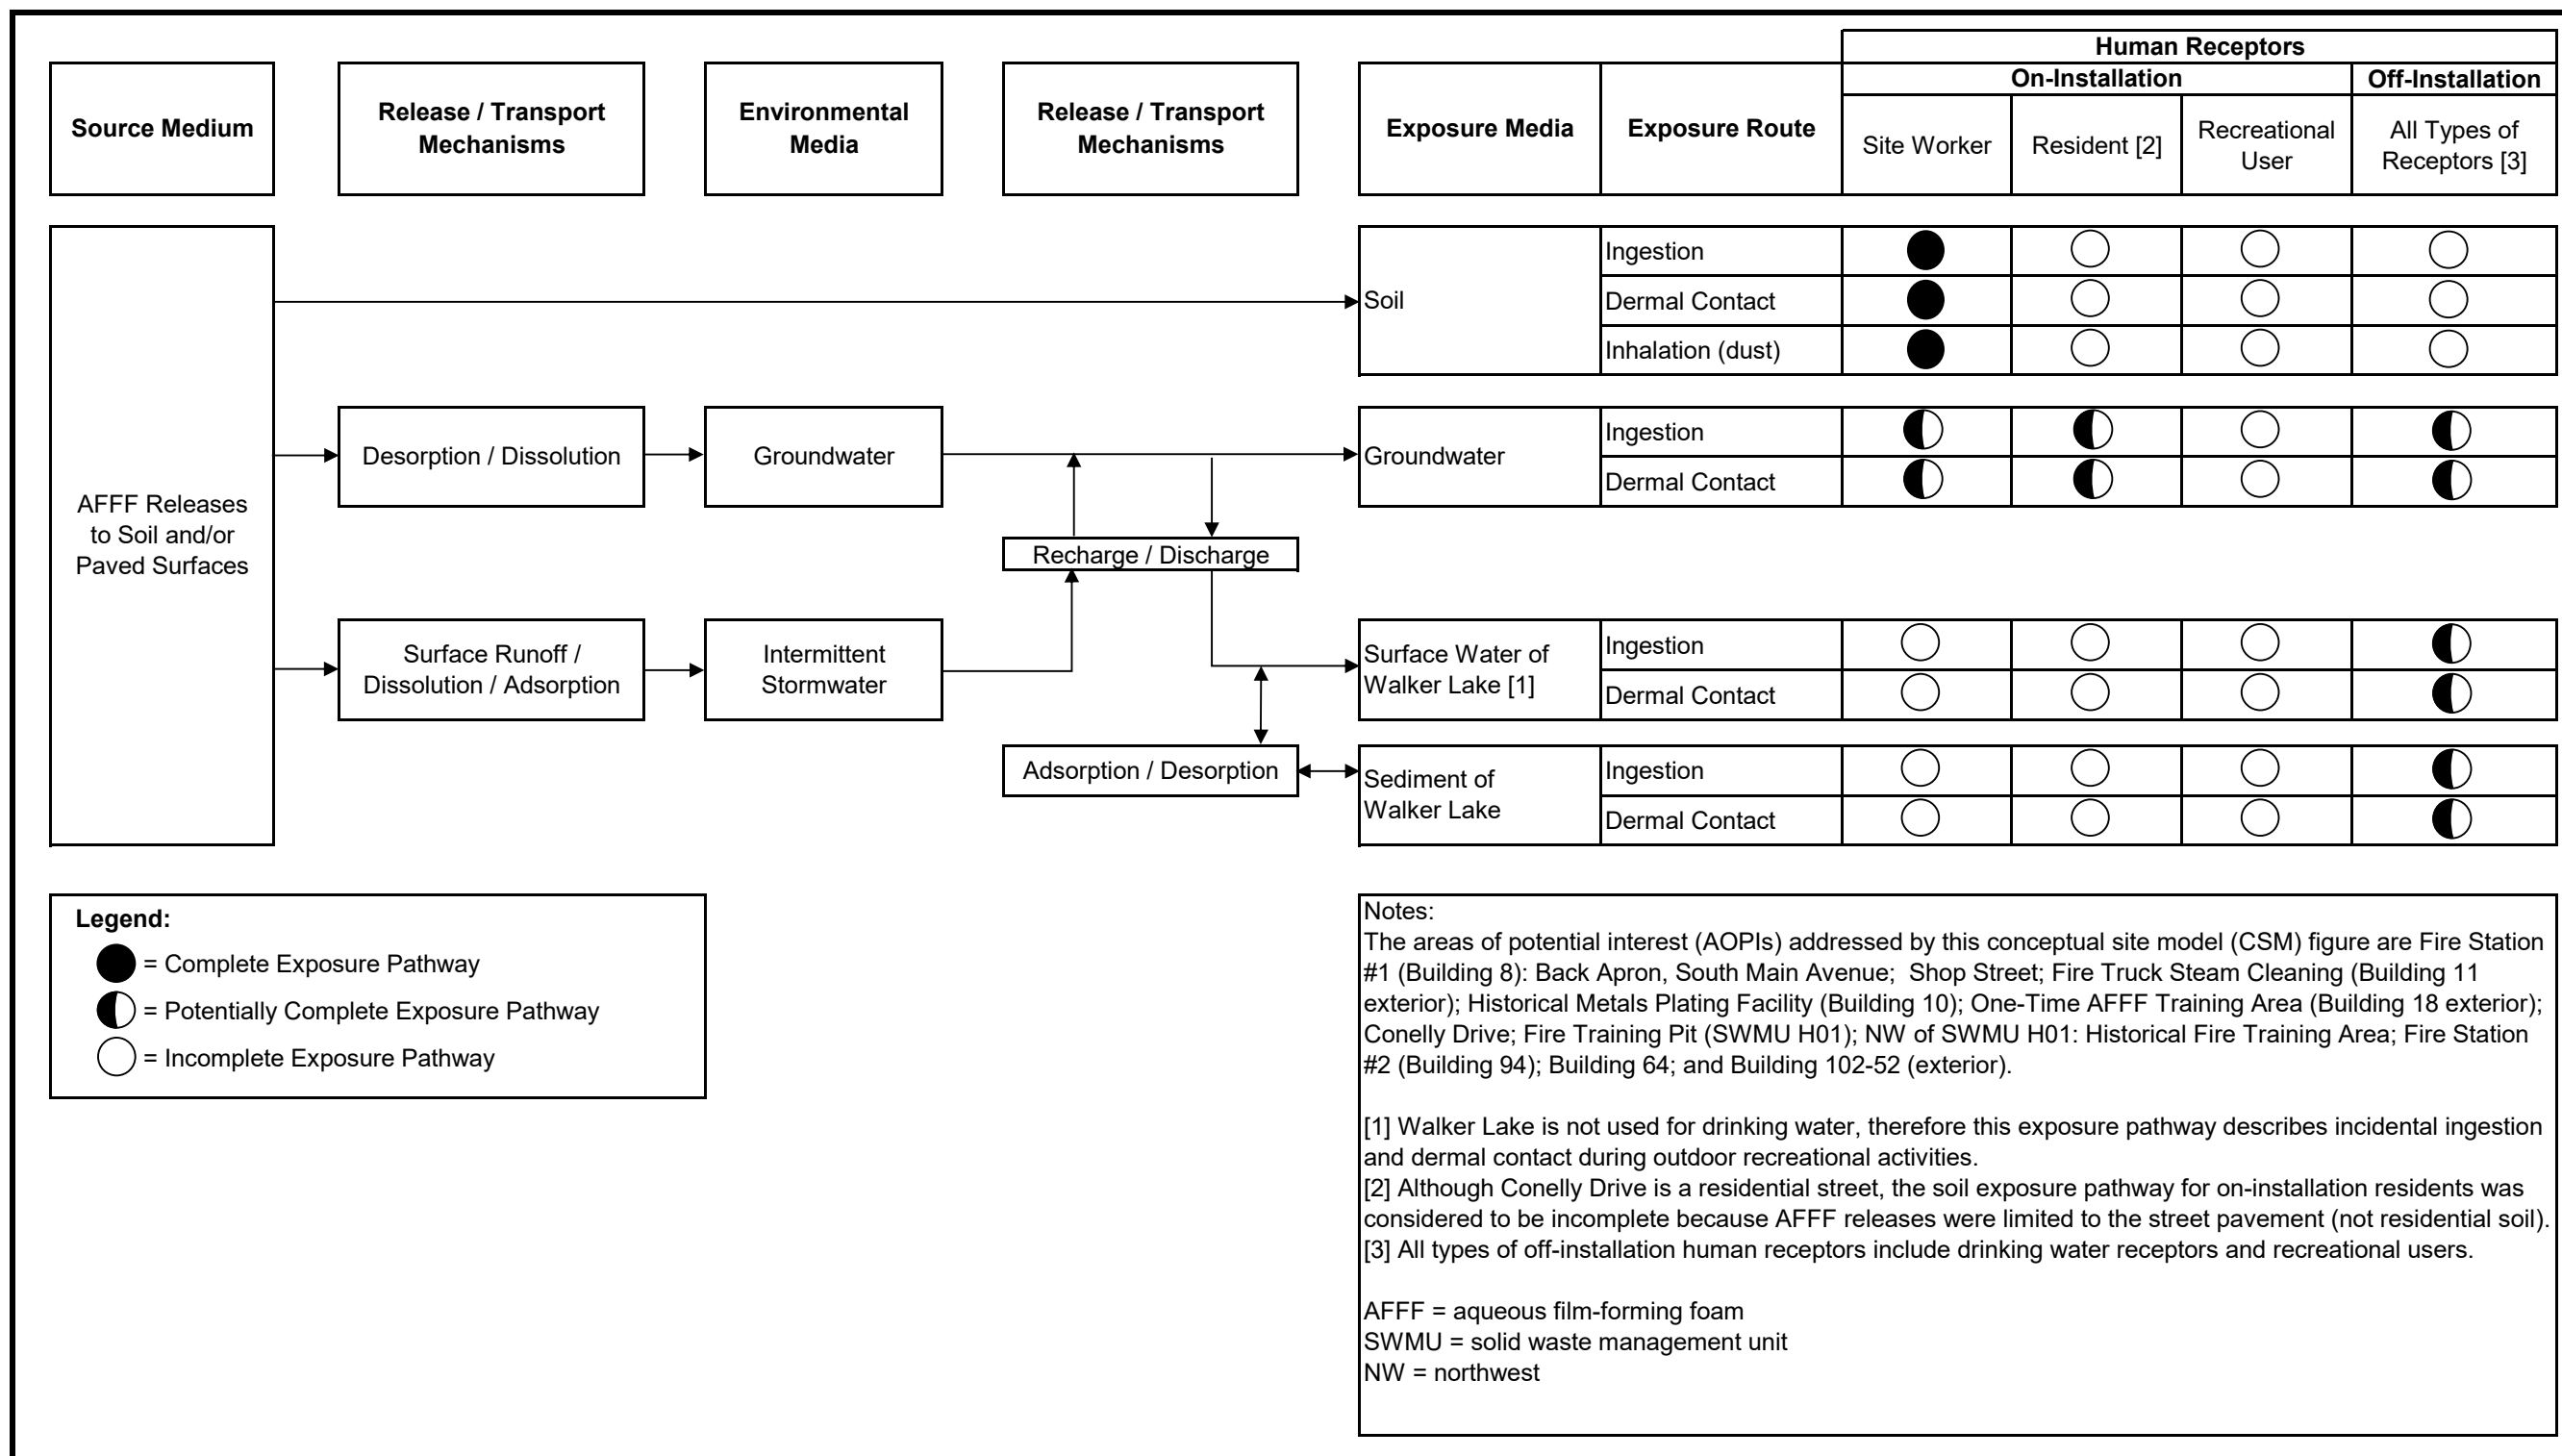 Human Receptors
On-Installation
Off-Installation
Source Medium
Release / Transport
Mechanisms
Environmental
Media
Release / Transport
Mechanisms
Exposure Media
Exposure Route
Site Worker
Resident [2]
Recreational
User
All Types of
Receptors [3]
AFFF Releases
to Soil and/or
Paved Surfaces
Soil
Ingestion
Dermal Contact
Inhalation (dust)
Desorption / Dissolution
Groundwater
Groundwater
Ingestion
Dermal Contact
Recharge / Discharge
Surface Runoff /
Dissolution / Adsorption
Intermittent
Stormwater
Surface Water of
Walker Lake [1]
Ingestion
Dermal Contact
Adsorption / Desorption
Sediment of
Walker Lake
Ingestion
Dermal Contact
Legend:
= Complete Exposure Pathway
= Potentially Complete Exposure Pathway
= Incomplete Exposure Pathway
Notes:
The areas of potential interest (AOPIs) addressed by this conceptual site model (CSM) figure are Fire Station
#1 (Building 8): Back Apron, South Main Avenue;  Shop Street; Fire Truck Steam Cleaning (Building 11
exterior); Historical Metals Plating Facility (Building 10); One-Time AFFF Training Area (Building 18 exterior);
Conelly Drive; Fire Training Pit (SWMU H01); NW of SWMU H01: Historical Fire Training Area; Fire Station
#2 (Building 94); Building 64; and Building 102-52 (exterior).
[1] Walker Lake is not used for drinking water, therefore this exposure pathway describes incidental ingestion
and dermal contact during outdoor recreational activities.
[2] Although Conelly Drive is a residential street, the soil exposure pathway for on-installation residents was
considered to be incomplete because AFFF releases were limited to the street pavement (not residential soil).
[3] All types of off-installation human receptors include drinking water receptors and recreational users.
AFFF = aqueous film-forming foam
SWMU = solid waste management unit
NW = northwest